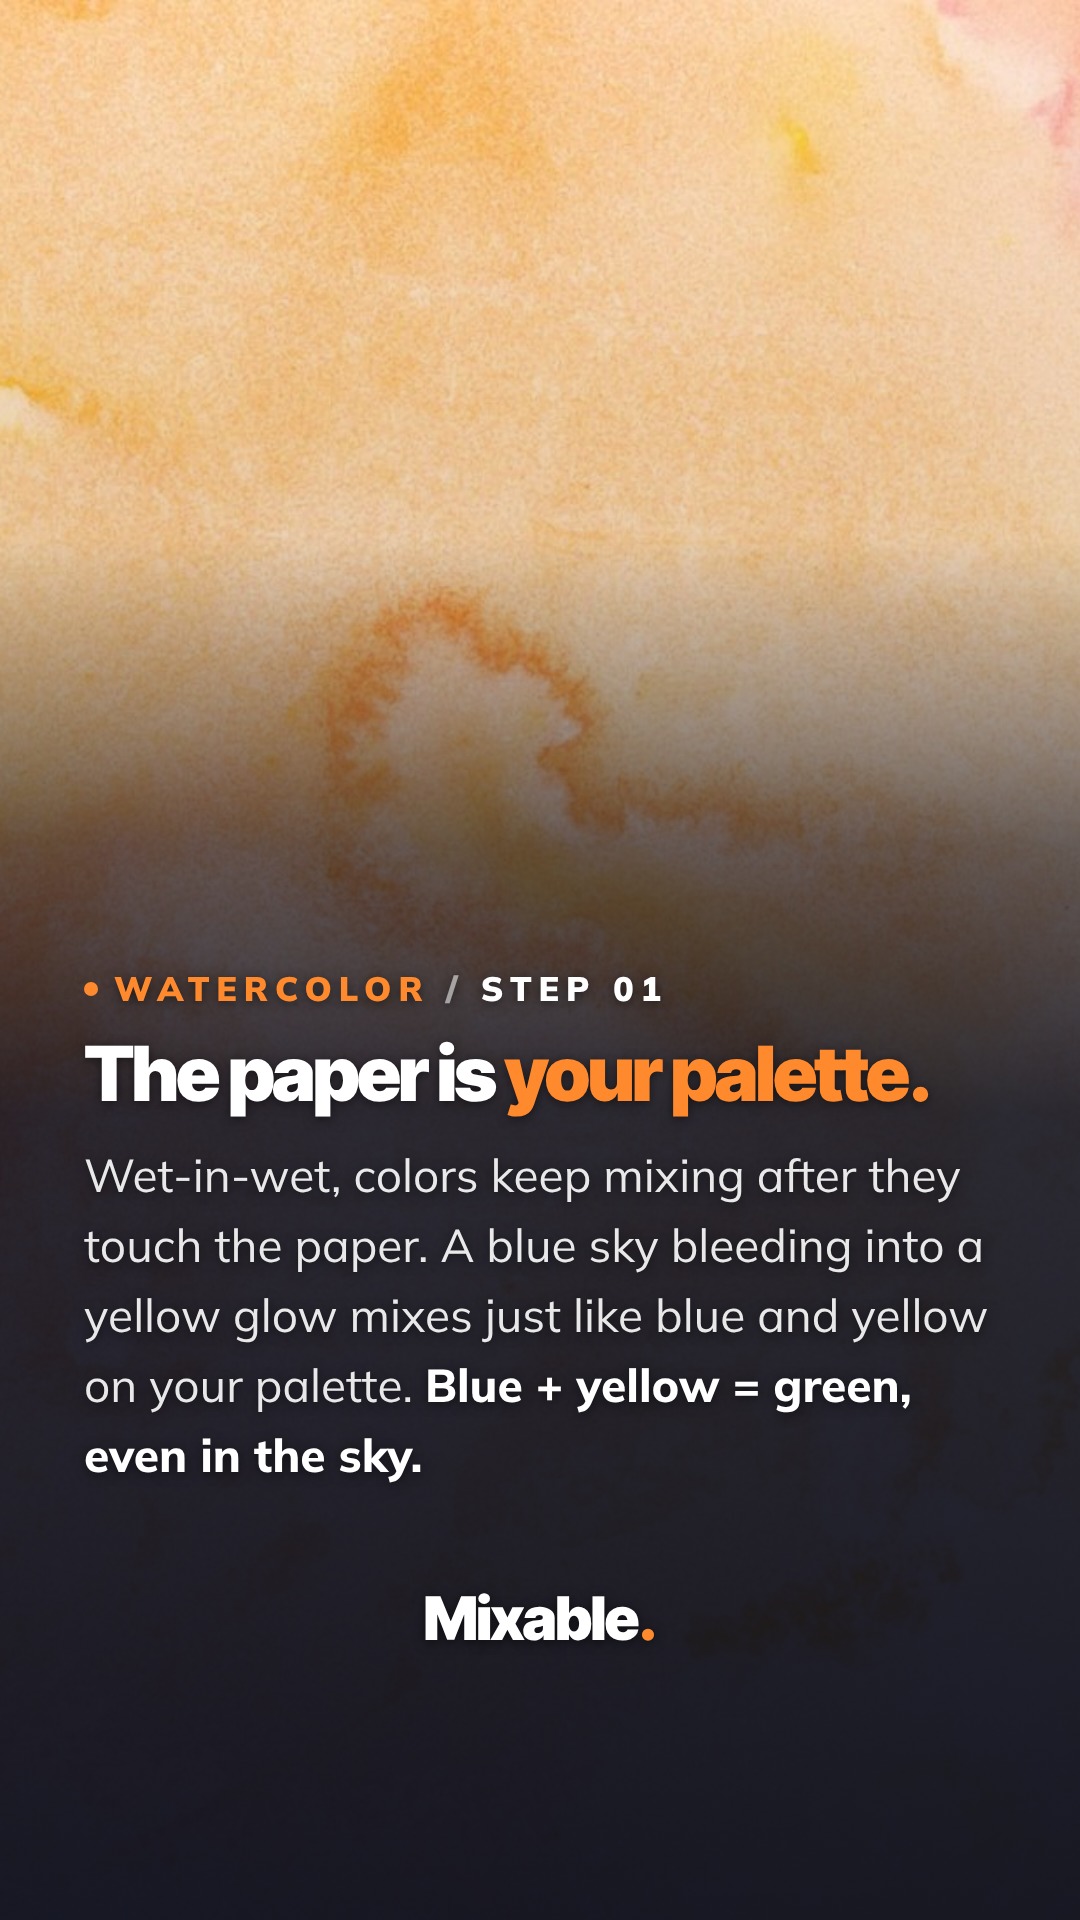 • WATERCOLOR / STEP 01
The paper is your palette.
Wet-in-wet, colors keep mixing after they
touch the paper. A blue sky bleeding into a
yellow glow mixes just like blue and yellow
on your palette. Blue + yellow = green,
even in the sky.
Mixable.